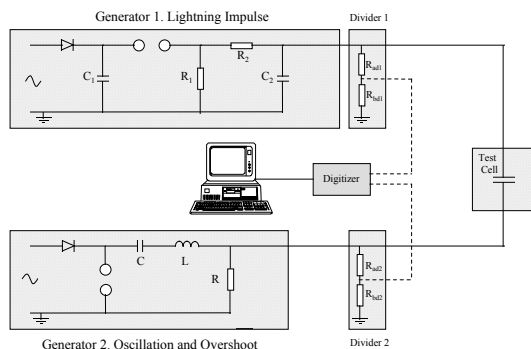 Generator 1. Lightning Impulse
Divider 1
R2
C1
R1
C2
Rad1
Rbd1
Test
Cell
Digitizer
C
L
R
Rad2
Rbd2
Generator 2. Oscillation and Overshoot
Divider 2